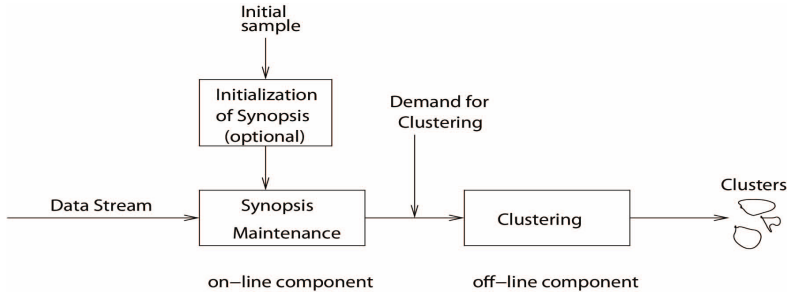 Initial
sample
Initialization
of Synopsis
(optional)
Demand for
Clustering
Data Stream
Synopsis
Maintenance
Clustering
Clusters
on–line component
off–line component